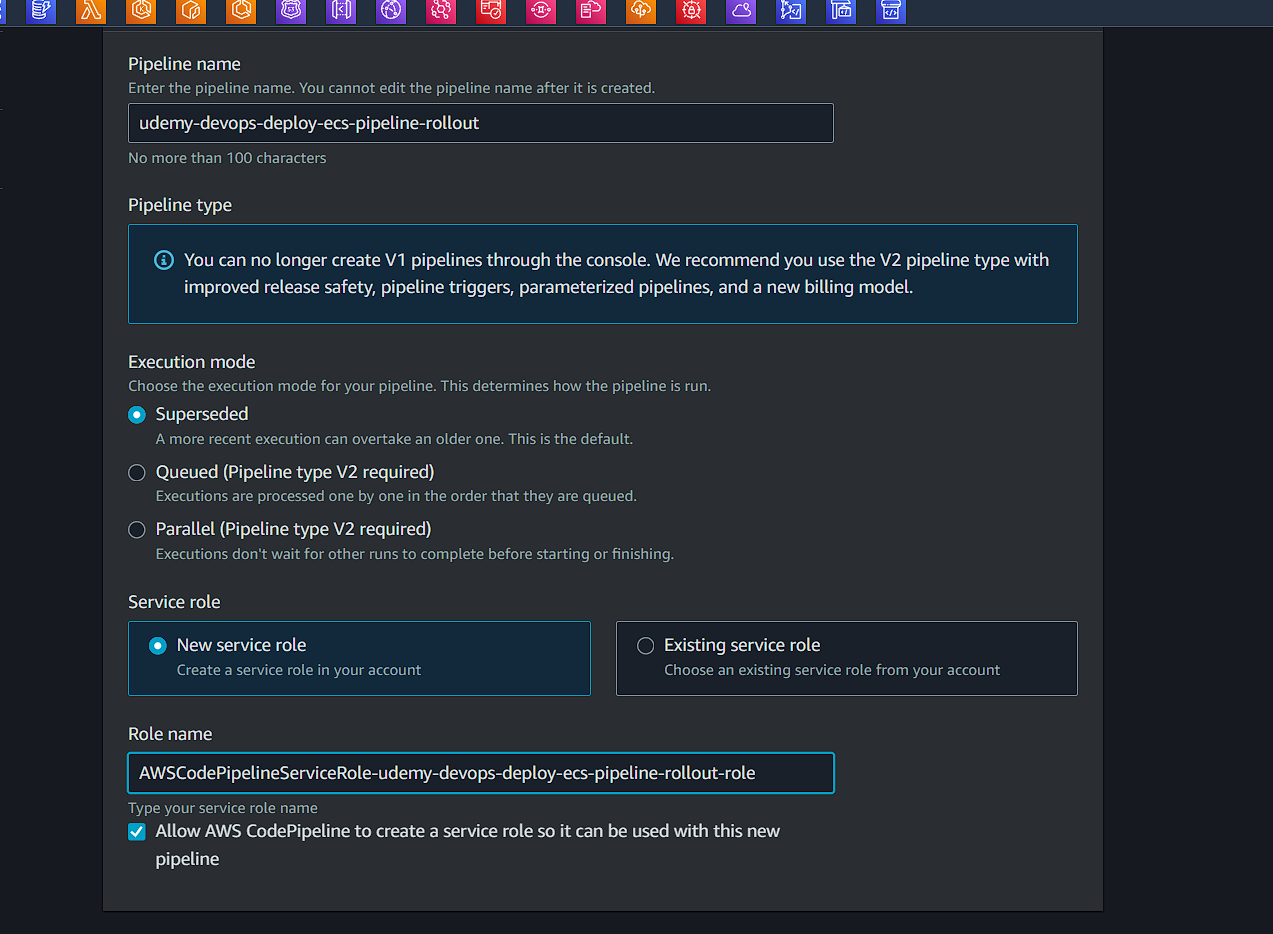 Pipeline name
Enter the pipeline name. You cannot edit the pipeline name after it is created.
udemy-devops-deploy-ecs-pipeline-rollout
No more than 100 characters
Pipeline type
You can no longer create V1 pipelines through the console. We recommend you use the V2 pipeline type with
improved release safety, pipeline triggers, parameterized pipelines, and a new billing model.
Execution mode
Choose the execution mode for your pipeline. This determines how the pipeline is run.
Superseded
A more recent execution can overtake an older one. This is the default.
Queued (Pipeline type V2 required)
Executions are processed one by one in the order that they are queued.
Parallel (Pipeline type V2 required)
Executions don't wait for other runs to complete before starting or finishing.
Service role
New service role
Create a service role in your account
Existing service role
Choose an existing service role from your account
Role name
AWSCodePipelineServiceRole-udemy-devops-deploy-ecs-pipeline-rollout-role
Type your service role name
Allow AWS CodePipeline to create a service role so it can be used with this new
pipeline